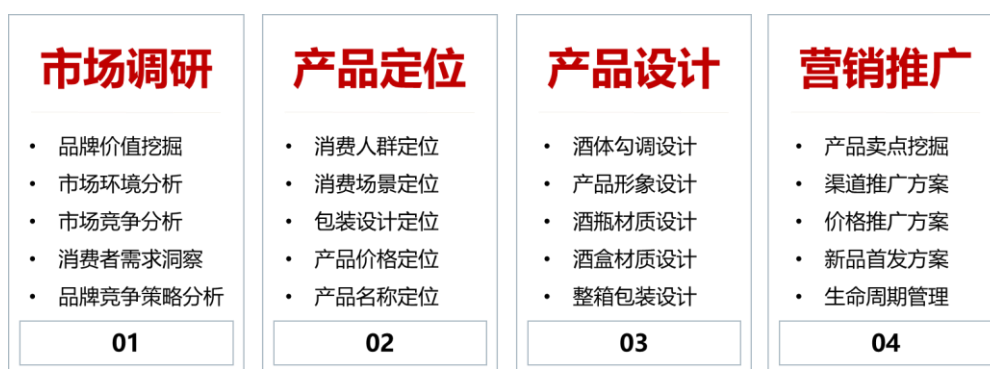 市场调研
• 品牌价值挖掘
• 市场环境分析
• 市场竞争分析
• 消费者需求洞察
• 品牌竞争策略分析
01
产品定位
• 消费人群定位
• 消费场景定位
• 包装设计定位
• 产品价格定位
• 产品名称定位
02
产品设计
• 酒体勾调设计
• 产品形象设计
• 酒瓶材质设计
• 酒盒材质设计
• 整箱包装设计
03
营销推广
• 产品卖点挖掘
• 渠道推广方案
• 价格推广方案
• 新品首发方案
• 生命周期管理
04